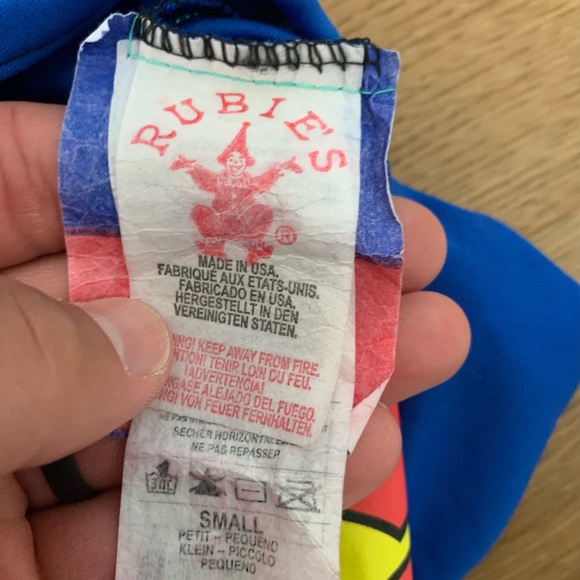 RUBIE'S
®
MADE IN USA.
FABRIQUE AUX ETATS-UNIS.
FABRICADO EN USA.
HERGESTELLT IN DEN
VEREINIGTEN STATEN.
KEEP AWAY FROM FIRE.
TENIR LOIN DU FEU.
¡ADVERTENCIA!
ALEJADO DEL FUEGO.
VON FEUER FERNHALTEN.
SECHER HORIZONTALE
NE PAS REPASSER
30C
SMALL
PETIT - PEQUENO
KLEIN - PICCOLO
PEQUENO